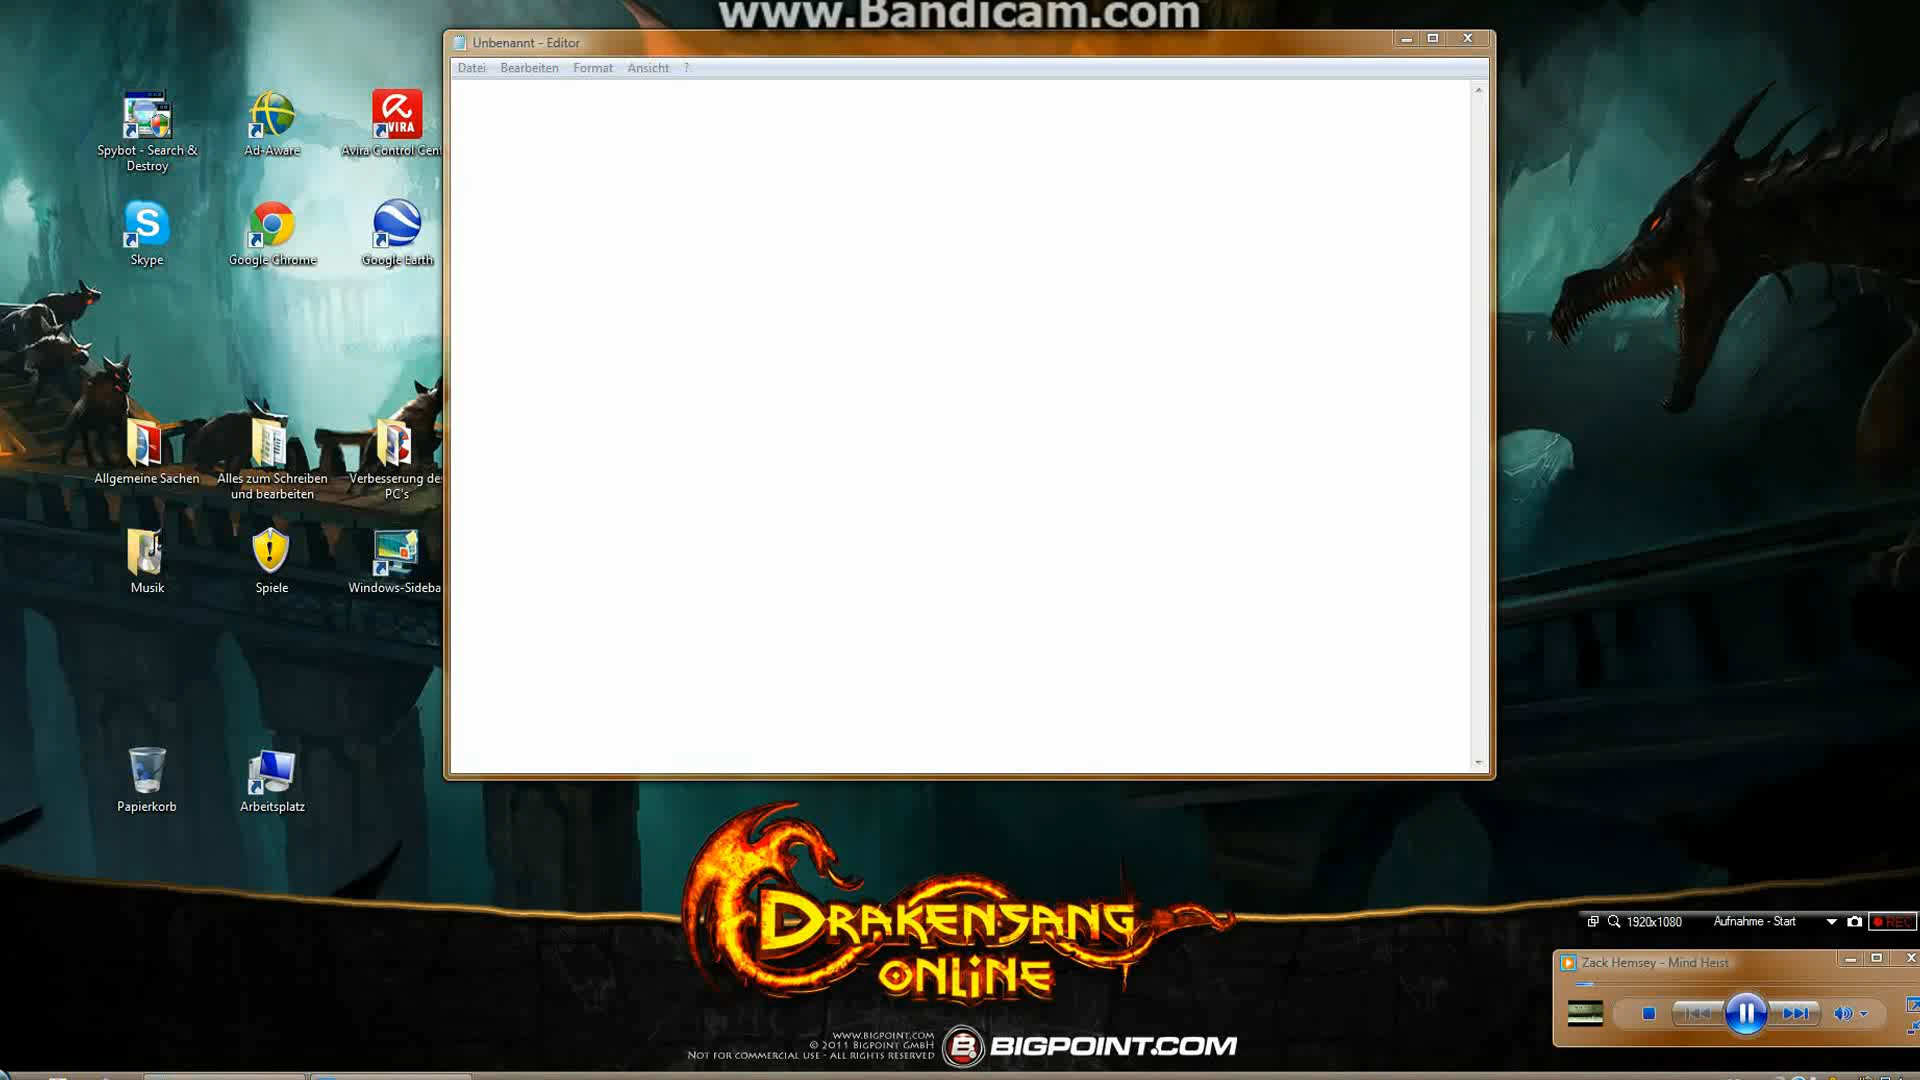 www.Bandicam.com
Unbenannt - Editor
Datei Bearbeiten Format Ansicht ?
Spybot - Search & Destroy
Ad-Aware
AVIRA
Avira Control Cent
S
Skype
Google Chrome
Google Earth
Allgemeine Sachen
Alles zum Schreiben und bearbeiten
Verbesserung des PC's
Musik
Spiele
Windows-Sideba
Papierkorb
Arbeitsplatz
DRAKENSANG
ONLINE
1920x1080 Aufnahme - Start REC
Zack Hemsey - Mind Heist
WWW.BIGPOINT.COM
© 2011 BIGPOINT GMBH
NOT FOR COMMERCIAL USE - ALL RIGHTS RESERVED
B BIGPOINT.COM